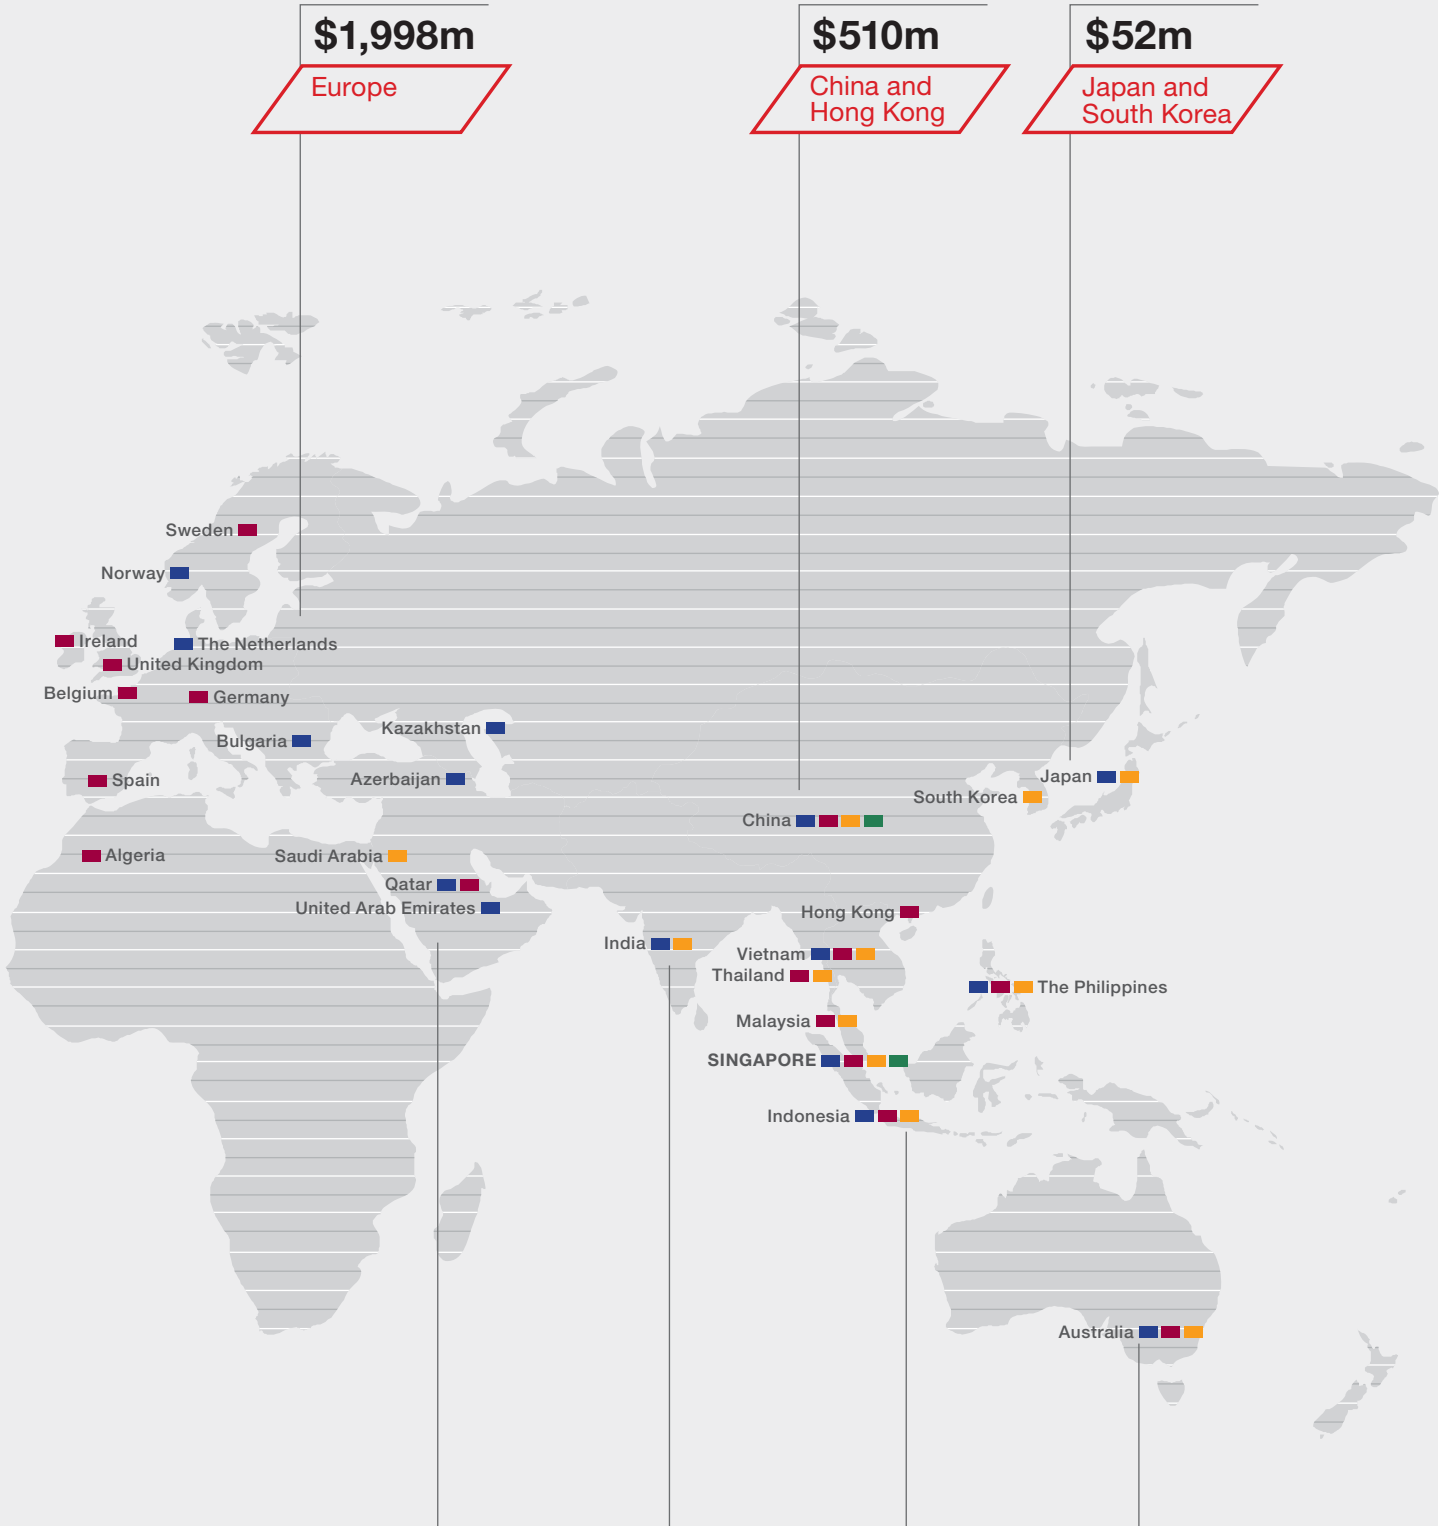 $1,998m
$510m
$52m
Europe
China and
Hong Kong
Japan and
South Korea
Sweden
Norway
Ireland
The Netherlands
United Kingdom
Belgium
Germany
Kazakhstan
Bulgaria
Spain
Azerbaijan
Japan
South Korea
China
Algeria
Saudi Arabia
Qatar
United Arab Emirates
Hong Kong
India
Vietnam
Thailand
The Philippines
Malaysia
SINGAPORE
Indonesia
Australia